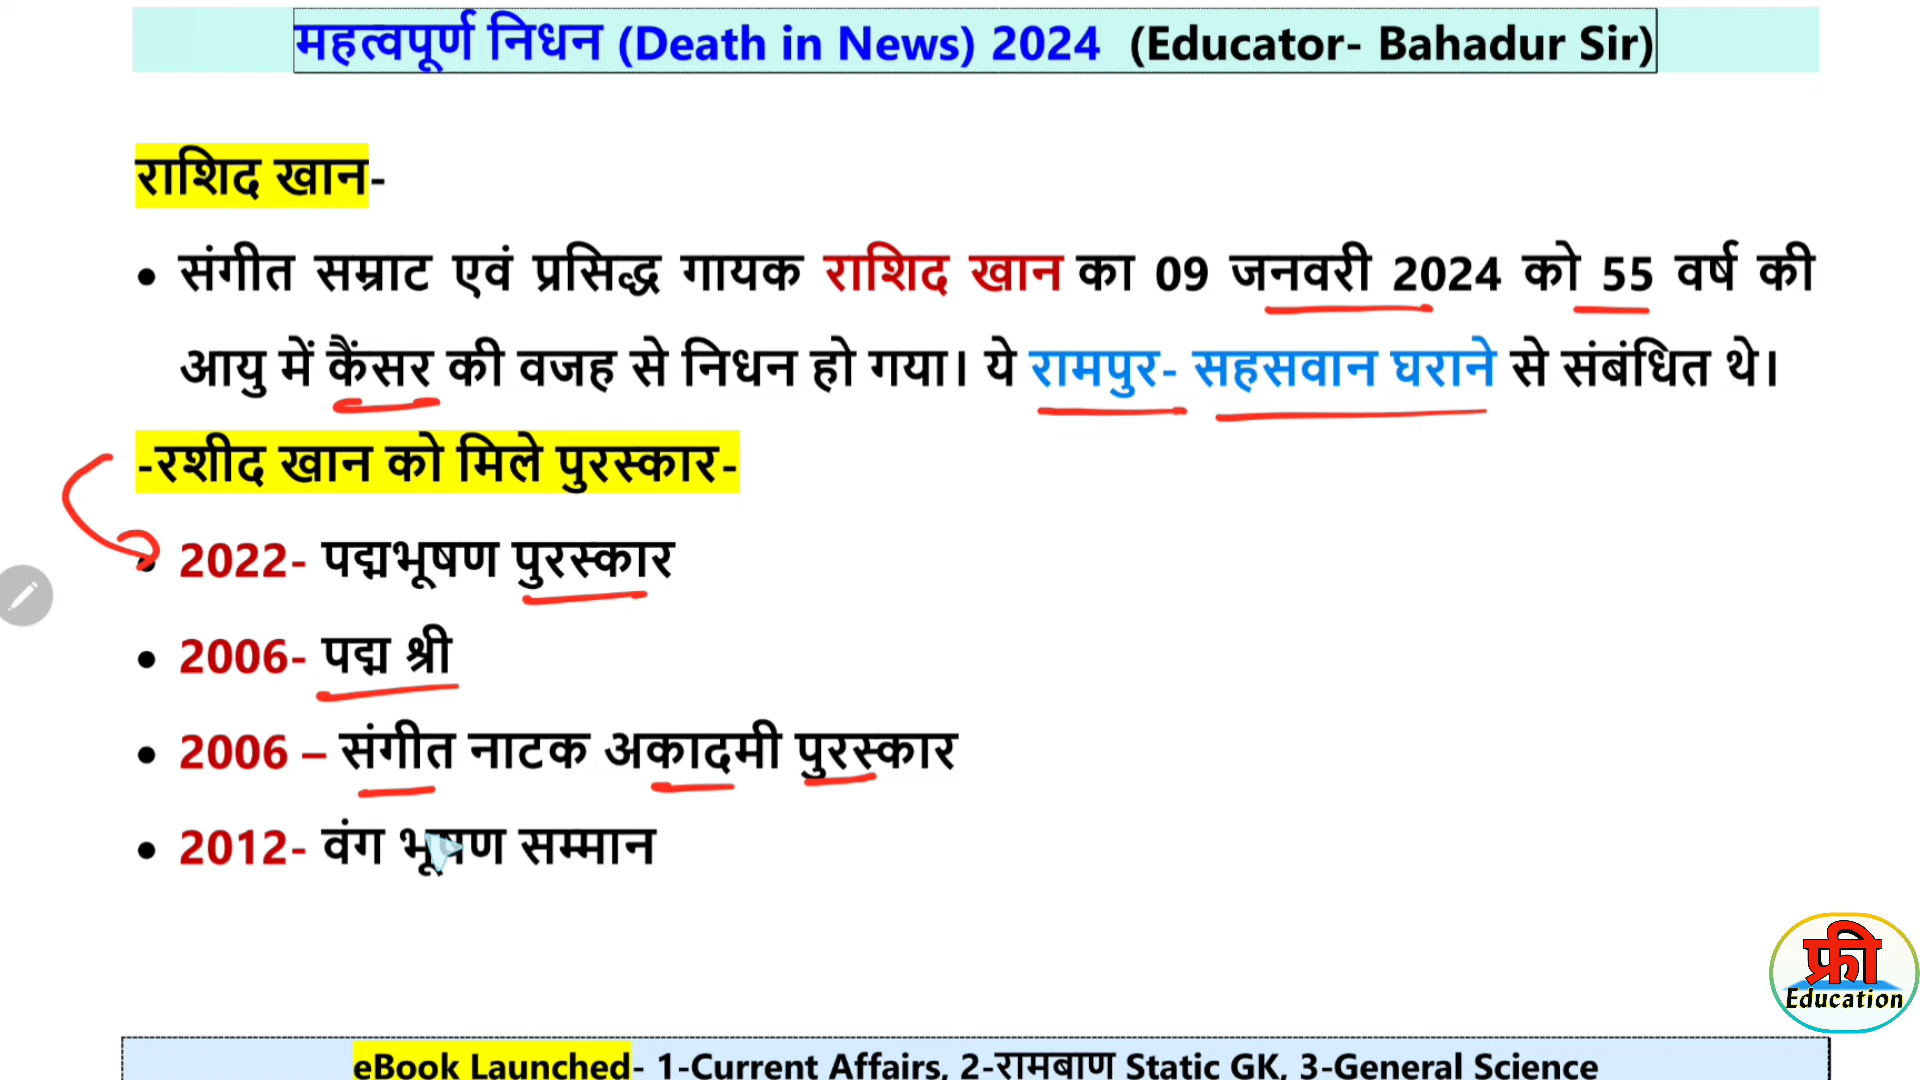 महत्वपूर्ण निधन (Death in News) 2024 (Educator- Bahadur Sir)
राशिद खान-
• संगीत सम्राट एवं प्रसिद्ध गायक राशिद खान का 09 जनवरी 2024 को 55 वर्ष की
आयु में कैंसर की वजह से निधन हो गया। ये रामपुर- सहसवान घराने से संबंधित थे।
-रशीद खान को मिले पुरस्कार-
• 2022- पद्मभूषण पुरस्कार
• 2006- पद्म श्री
• 2006 – संगीत नाटक अकादमी पुरस्कार
• 2012- वंग भूषण सम्मान
फ्री
Education
eBook Launched- 1-Current Affairs, 2-रामबाण Static GK, 3-General Science